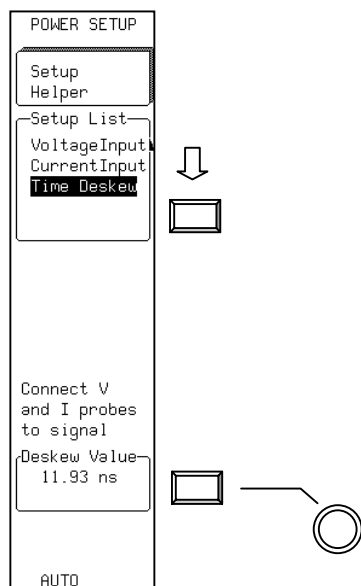 POWER SETUP
Setup
Helper
Setup List
VoltageInput
CurrentInput
Time Deskew
Connect V
and I probes
to signal
Deskew Value
11.93 ns
AUTO